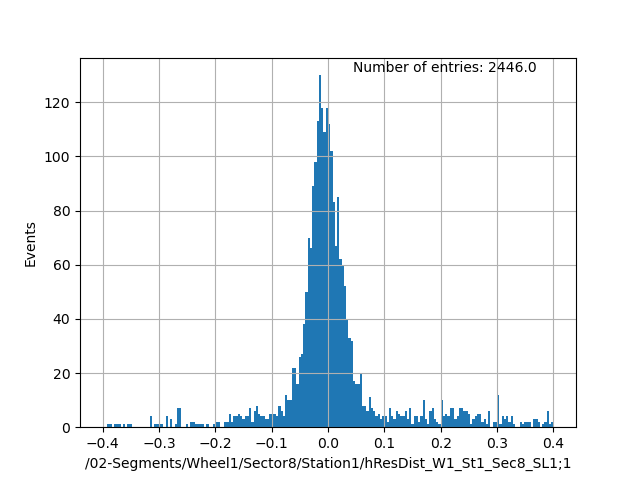 Number of entries: 2446.0
Events
120
100
80
60
40
20
0
−0.4 −0.3 −0.2 −0.1 0.0 0.1 0.2 0.3 0.4
/02-Segments/Wheel1/Sector8/Station1/hResDist_W1_St1_Sec8_SL1;1